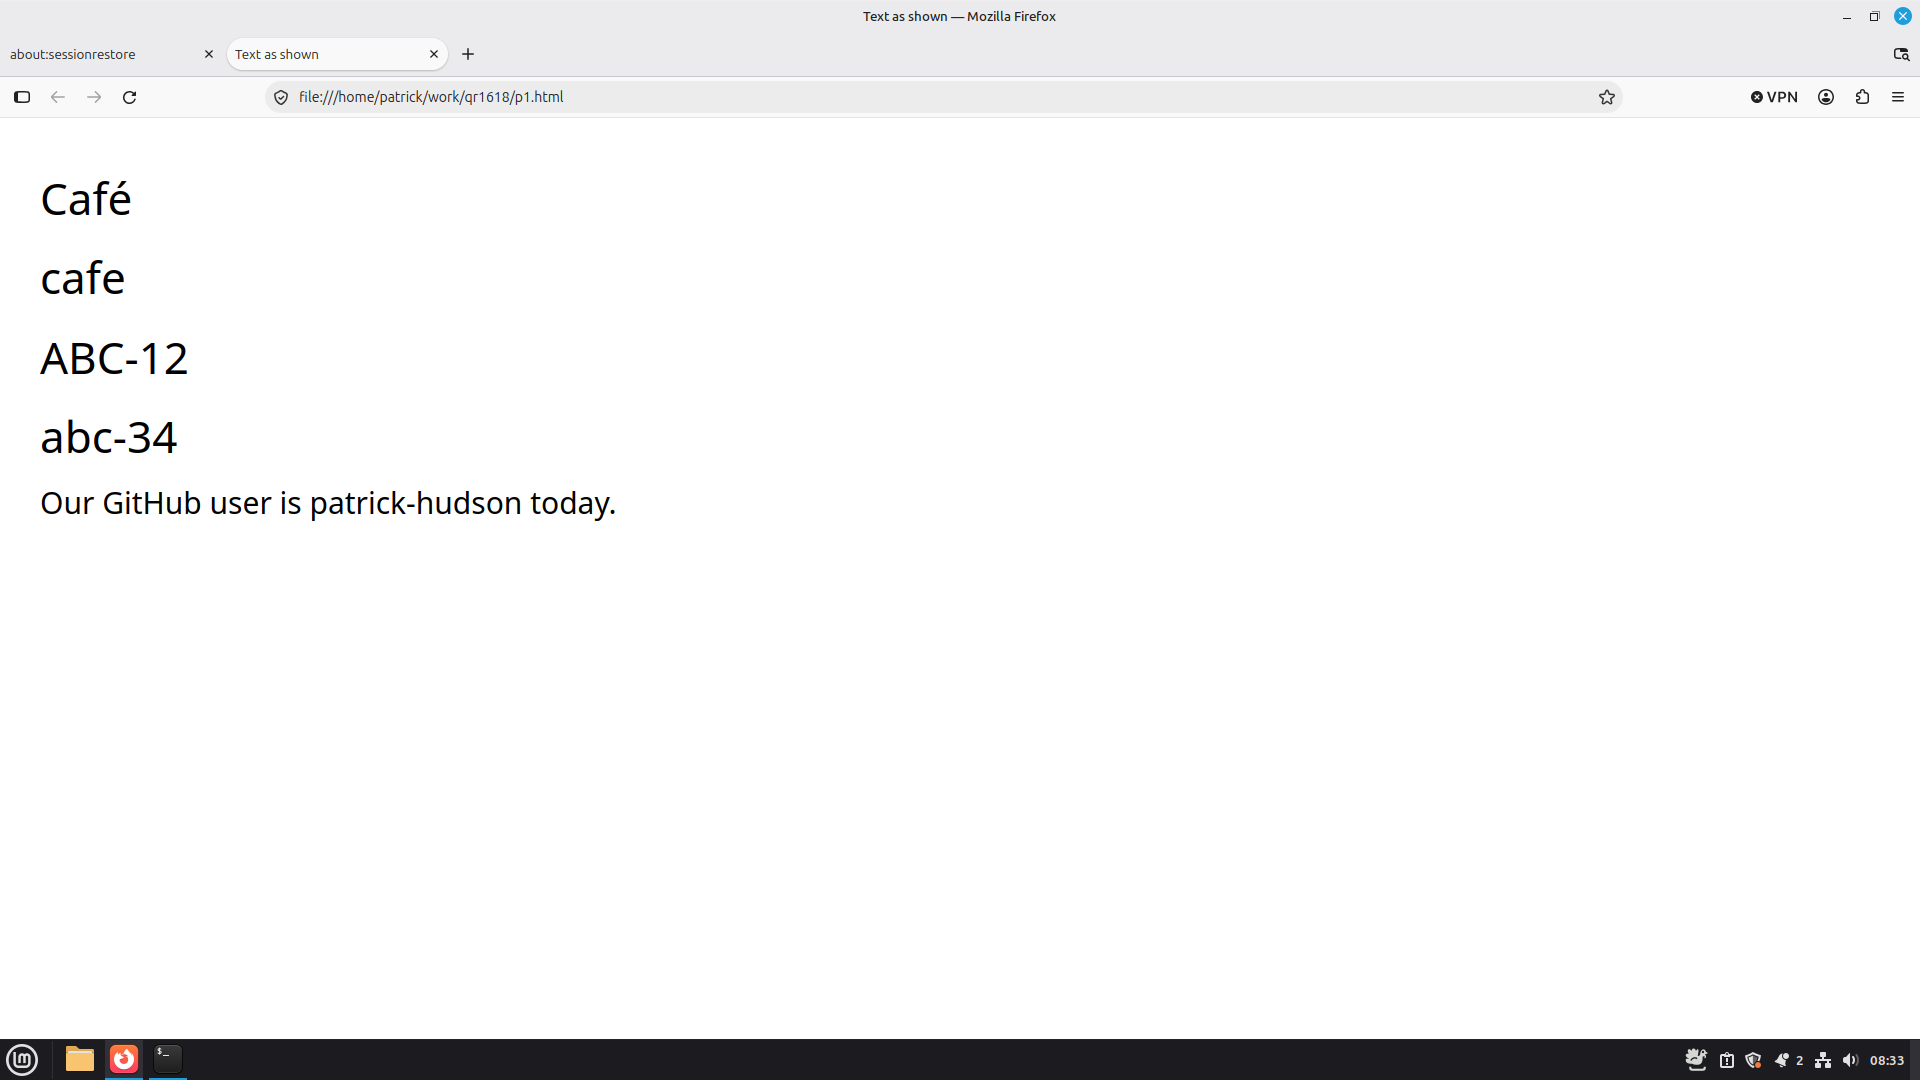 Text as shown — Mozilla Firefox
about:sessionrestore
Text as shown
file:///home/patrick/work/qr1618/p1.html
VPN
Café
cafe
ABC-12
abc-34
Our GitHub user is patrick-hudson today.
$_
2
08:33